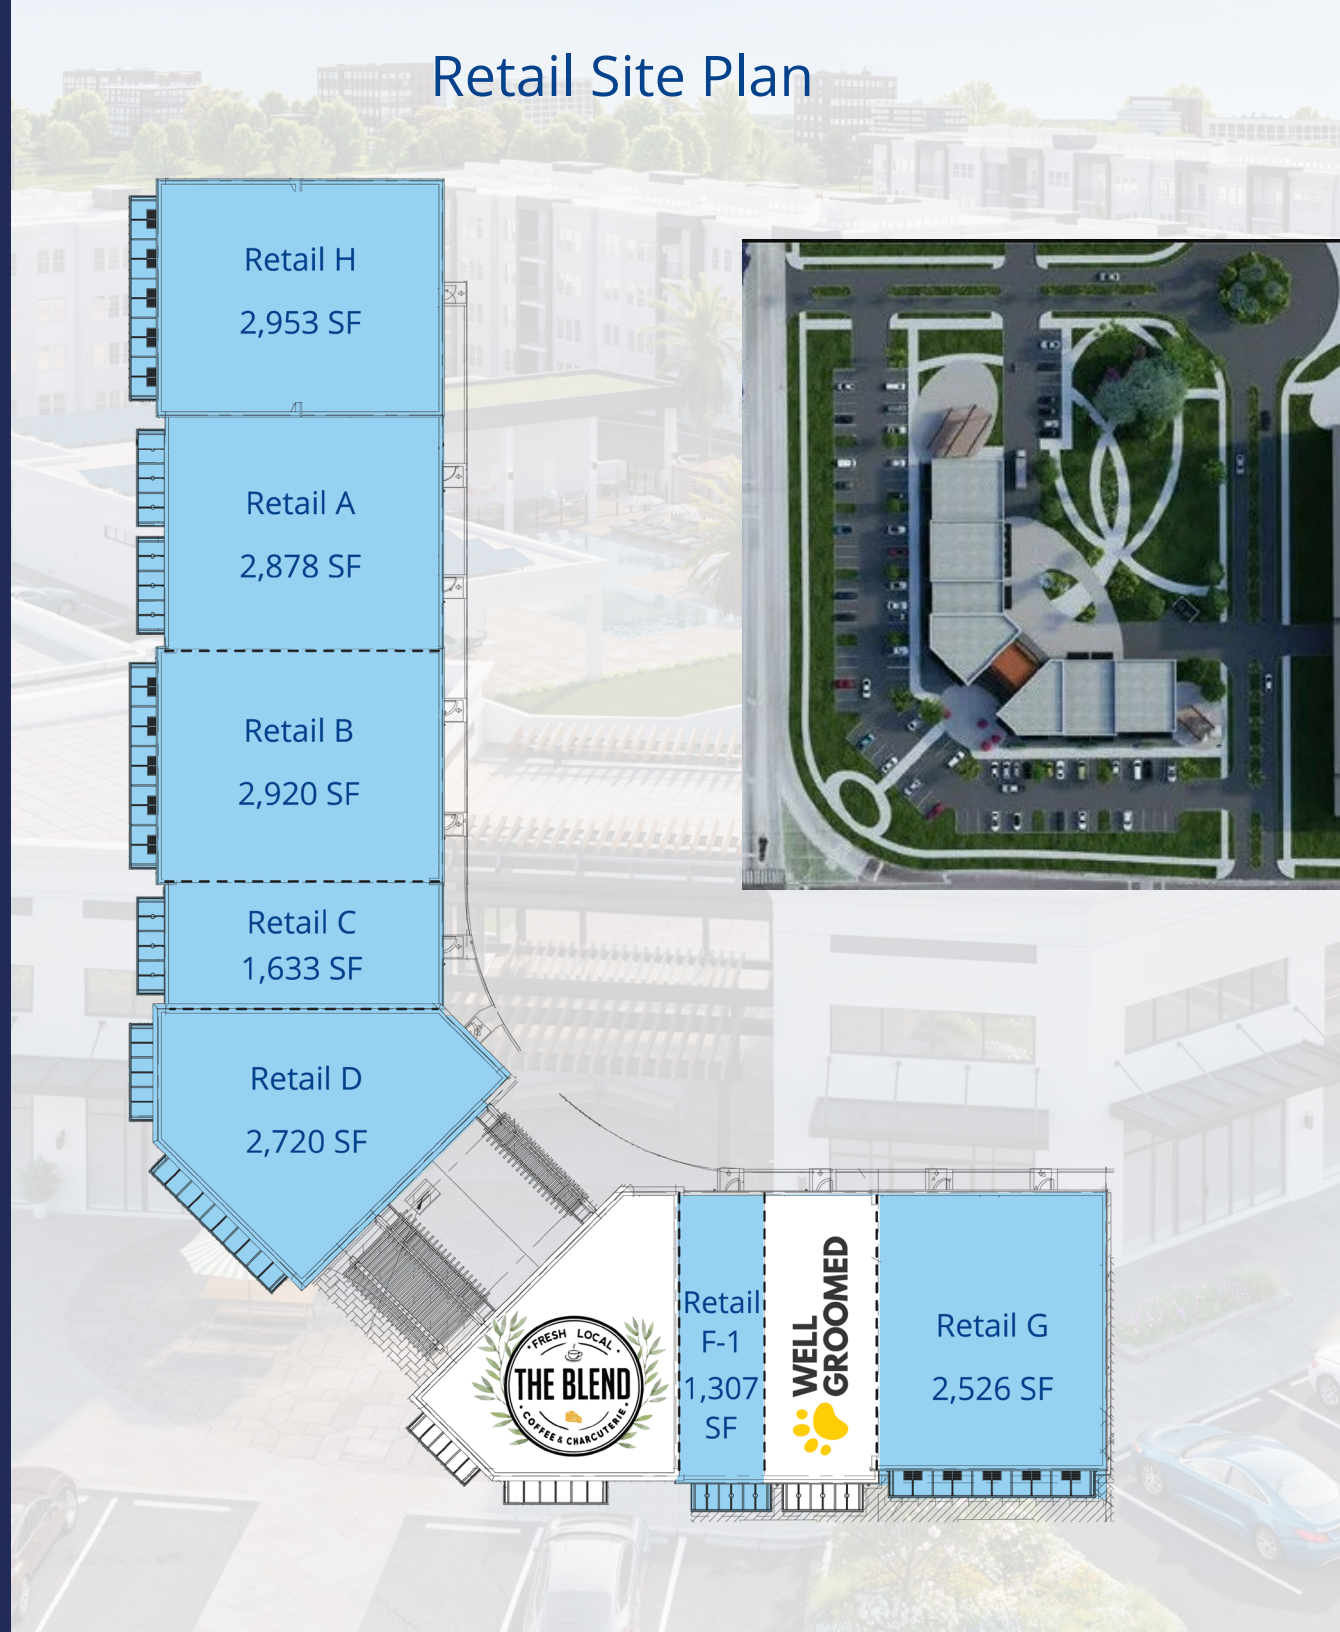 Retail Site Plan
Retail H
2,953 SF
Retail A
2,878 SF
Retail B
2,920 SF
Retail C
1,633 SF
Retail D
2,720 SF
FRESH LOCAL
THE BLEND
COFFEE & CHARCUTERIE
Retail
F-1
1,307
SF
WELL
GROOMED
Retail G
2,526 SF